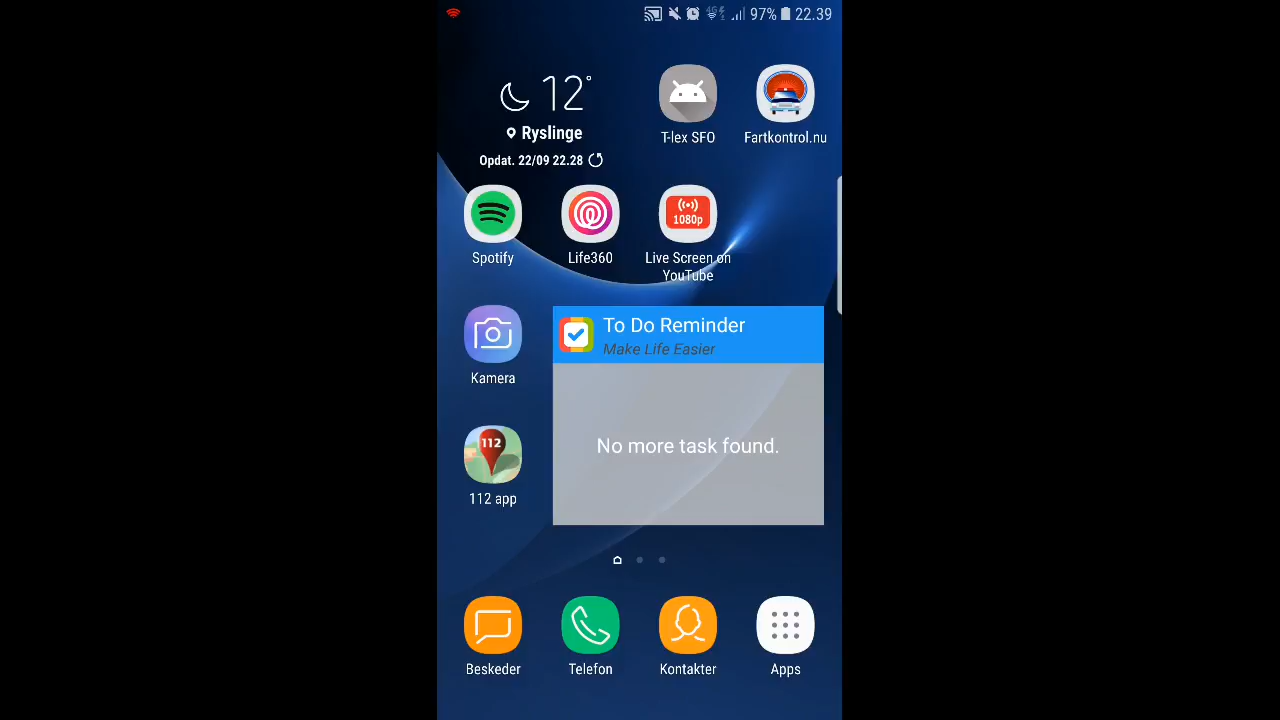 97% 22.39
12°
Ryslinge
Opdat. 22/09 22.28
T-lex SFO
Fartkontrol.nu
1080p
Spotify
Life360
Live Screen on
YouTube
Kamera
To Do Reminder
Make Life Easier
No more task found.
112
112 app
Beskeder
Telefon
Kontakter
Apps